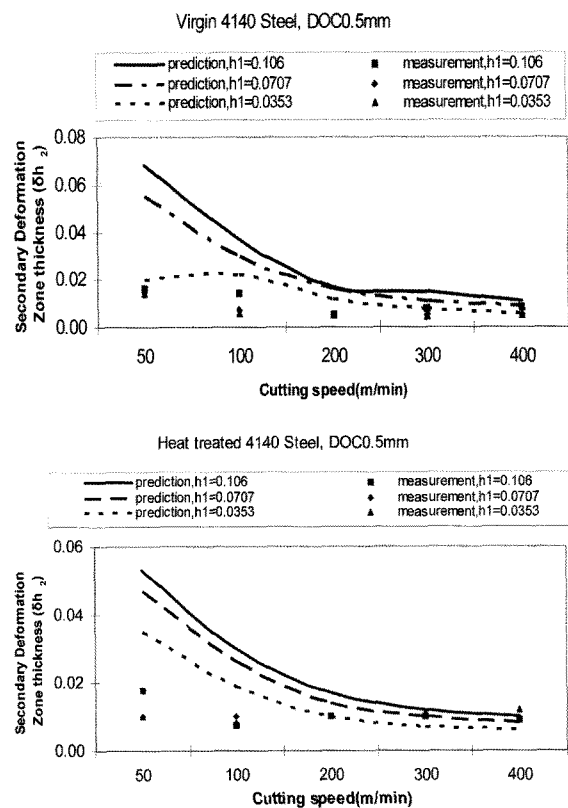 Virgin 4140 Steel, DOC0.5mm
prediction,h1=0.106
measurement,h1=0.106
prediction,h1=0.0707
measurement,h1=0.0707
prediction,h1=0.0353
measurement,h1=0.0353
Secondary Deformation
Zone thickness (δh₂)
0.08
0.06
0.04
0.02
0.00
50 100 200 300 400
Cutting speed(m/min)
Heat treated 4140 Steel, DOC0.5mm
prediction,h1=0.106
measurement,h1=0.106
prediction,h1=0.0707
measurement,h1=0.0707
prediction,h1=0.0353
measurement,h1=0.0353
Secondary Deformation
Zone thickness (δh₂)
0.06
0.04
0.02
0.00
50 100 200 300 400
Cutting speed(m/min)